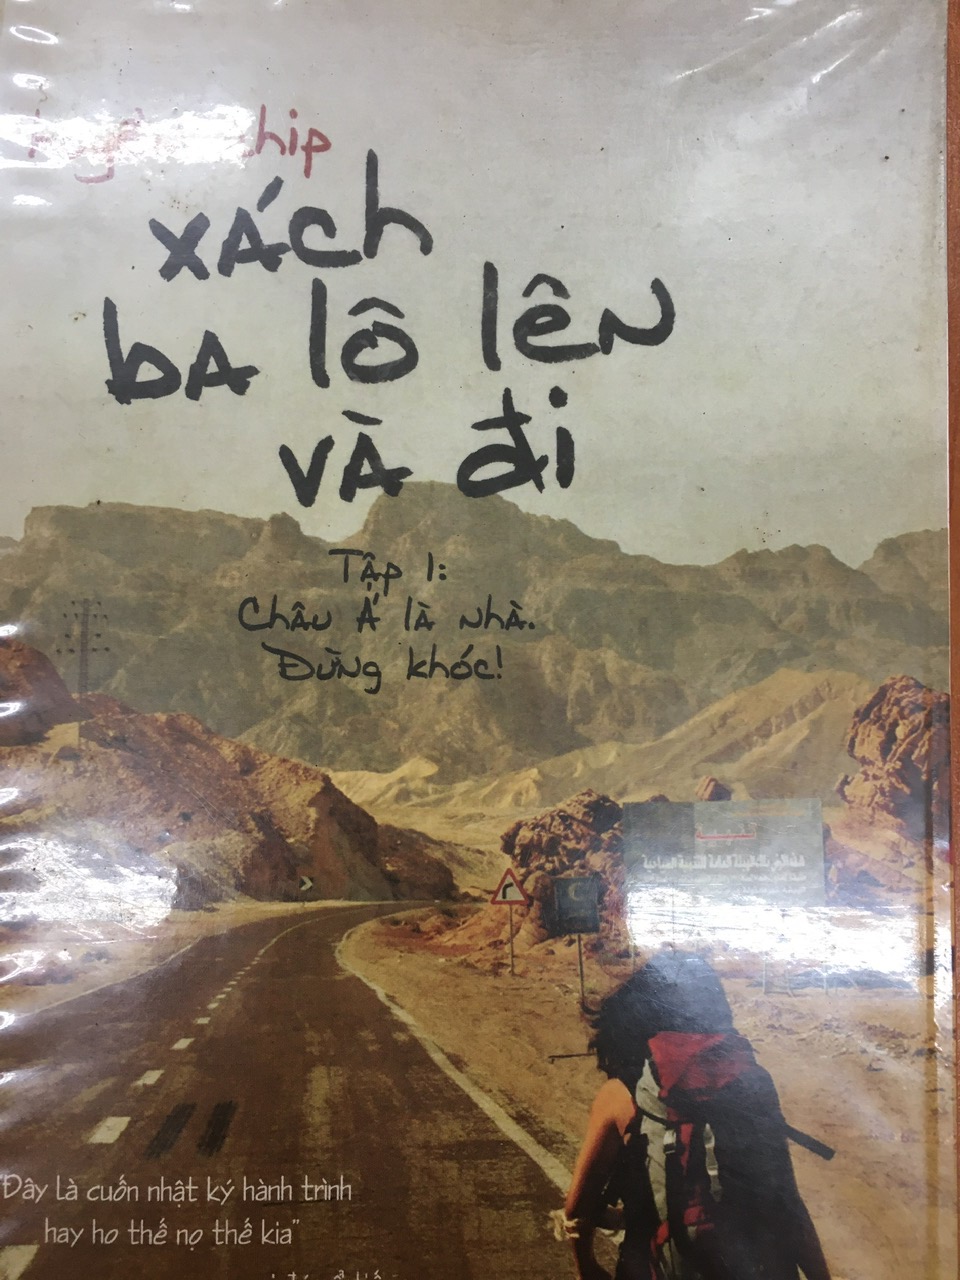 xách
ba lô lên
và đi
Tập 1:
Châu Á là nhà.
Đừng khóc!
"Đây là cuốn nhật ký hành trình
hay ho thế nọ thế kia"